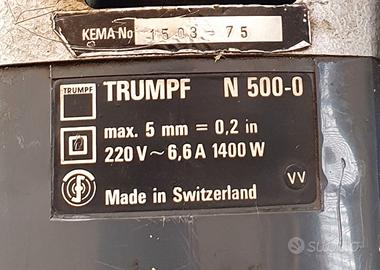 KEMA No 1503-75
TRUMPF TRUMPF N 500-0
max. 5 mm = 0,2 in
220 V ~ 6,6 A 1400 W
Made in Switzerland VV
subito